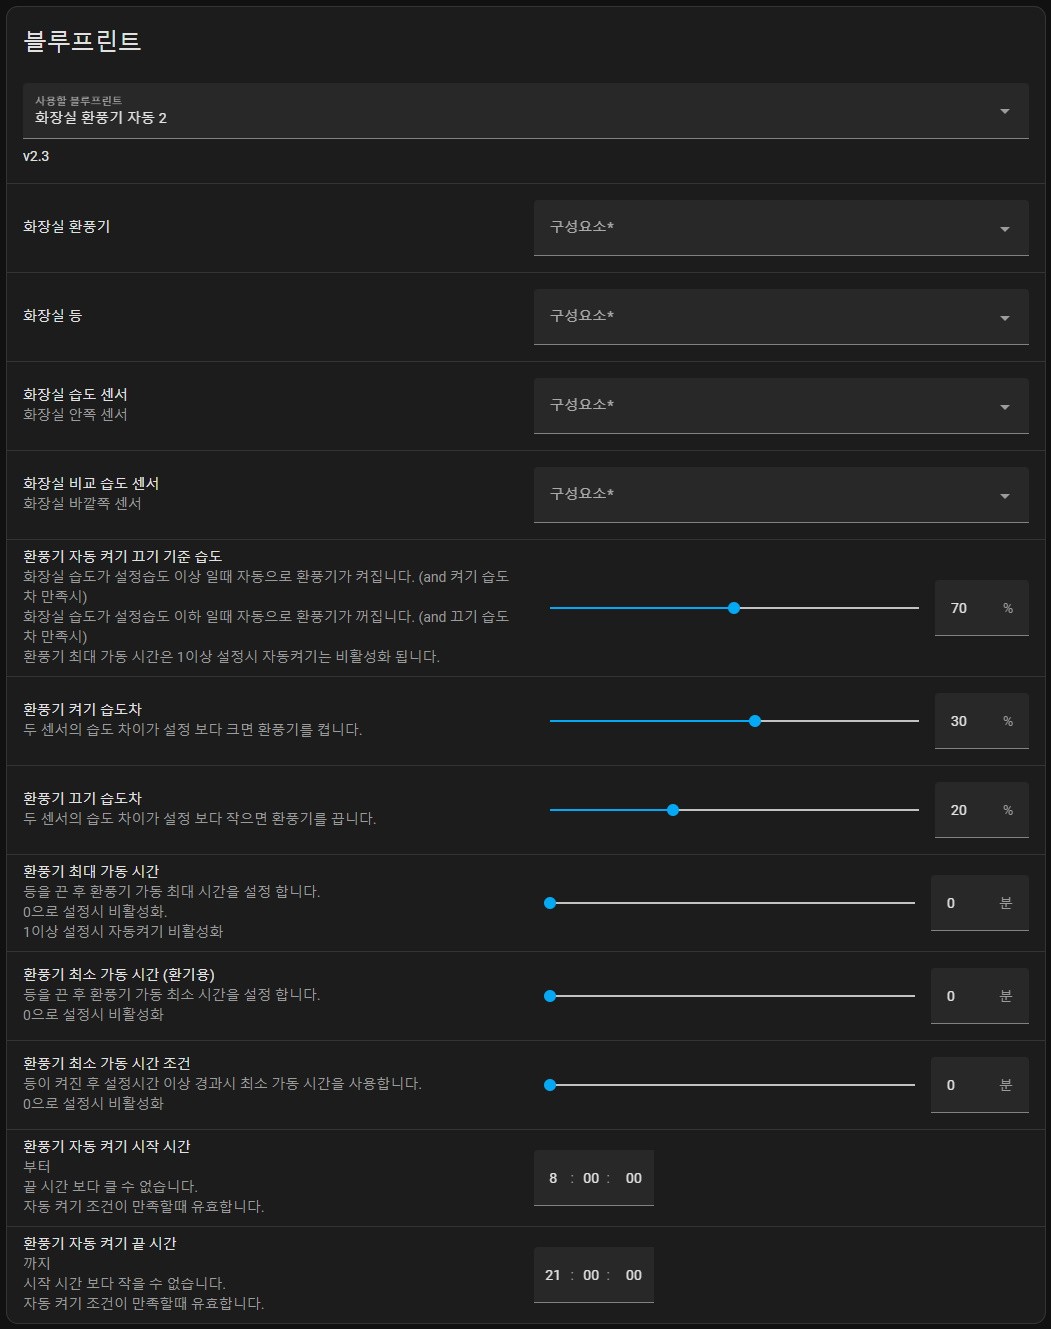 블루프린트
사용할 블루프린트
화장실 환풍기 자동 2
v2.3
화장실 환풍기
구성요소*
화장실 등
구성요소*
화장실 습도 센서
화장실 안쪽 센서
구성요소*
화장실 비교 습도 센서
화장실 바깥쪽 센서
구성요소*
환풍기 자동 켜기 끄기 기준 습도
화장실 습도가 설정습도 이상 일때 자동으로 환풍기가 켜집니다. (and 켜기 습도
차 만족시)
화장실 습도가 설정습도 이하 일때 자동으로 환풍기가 꺼집니다. (and 끄기 습도
차 만족시)
환풍기 최대 가동 시간은 1이상 설정시 자동켜기는 비활성화 됩니다.
70 %
환풍기 켜기 습도차
두 센서의 습도 차이가 설정 보다 크면 환풍기를 켭니다.
30 %
환풍기 끄기 습도차
두 센서의 습도 차이가 설정 보다 작으면 환풍기를 끕니다.
20 %
환풍기 최대 가동 시간
등을 끈 후 환풍기 가동 최대 시간을 설정 합니다.
0으로 설정시 비활성화.
1이상 설정시 자동켜기 비활성화
0 분
환풍기 최소 가동 시간 (환기용)
등을 끈 후 환풍기 가동 최소 시간을 설정 합니다.
0으로 설정시 비활성화
0 분
환풍기 최소 가동 시간 조건
등이 켜진 후 설정시간 이상 경과시 최소 가동 시간을 사용합니다.
0으로 설정시 비활성화
0 분
환풍기 자동 켜기 시작 시간
부터
끝 시간 보다 클 수 없습니다.
자동 켜기 조건이 만족할때 유효합니다.
8 : 00 : 00
환풍기 자동 켜기 끝 시간
까지
시작 시간 보다 작을 수 없습니다.
자동 켜기 조건이 만족할때 유효합니다.
21 : 00 : 00